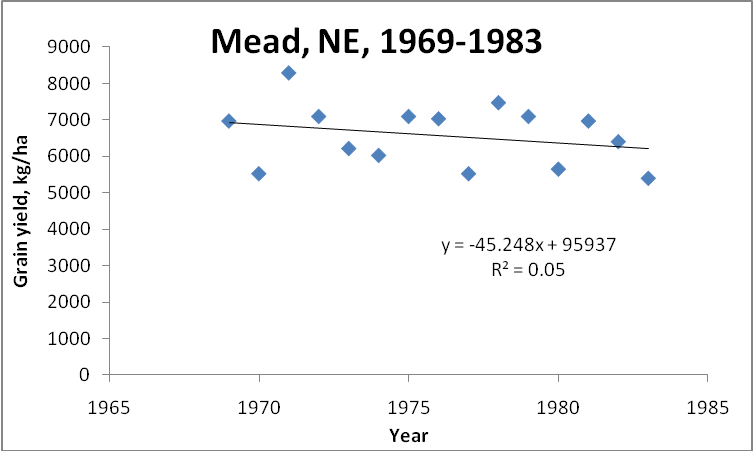 Mead, NE, 1969-1983
Grain yield, kg/ha
9000
8000
7000
6000
5000
4000
3000
2000
1000
0
y = -45.248x + 95937
R² = 0.05
1965 1970 1975 1980 1985
Year